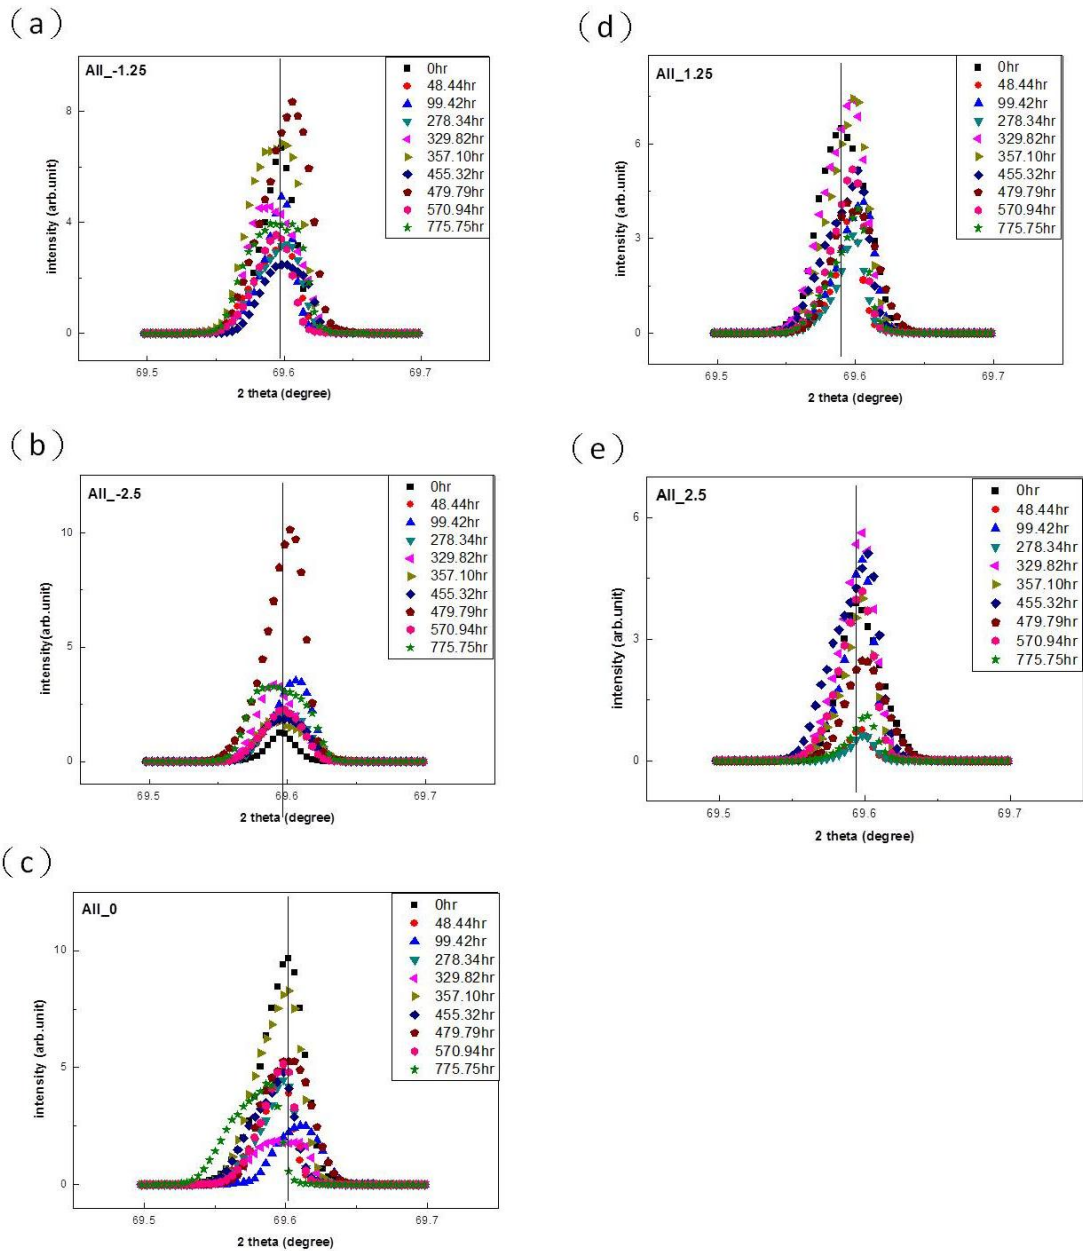 (a)
All_-1.25
0hr
48.44hr
99.42hr
278.34hr
329.82hr
357.10hr
455.32hr
479.79hr
570.94hr
775.75hr
8
4
0
intensity (arb.unit)
69.5
69.6
69.7
2 theta (degree)
(b)
All_-2.5
0hr
48.44hr
99.42hr
278.34hr
329.82hr
357.10hr
455.32hr
479.79hr
570.94hr
775.75hr
10
5
0
intensity(arb.unit)
69.5
69.6
69.7
2 theta (degree)
(c)
All_0
0hr
48.44hr
99.42hr
278.34hr
329.82hr
357.10hr
455.32hr
479.79hr
570.94hr
775.75hr
10
5
0
intensity (arb.unit)
69.5
69.6
69.7
2 theta (degree)
(d)
All_1.25
0hr
48.44hr
99.42hr
278.34hr
329.82hr
357.10hr
455.32hr
479.79hr
570.94hr
775.75hr
6
3
0
intensity (arb.unit)
69.5
69.6
69.7
2 theta (degree)
(e)
All_2.5
0hr
48.44hr
99.42hr
278.34hr
329.82hr
357.10hr
455.32hr
479.79hr
570.94hr
775.75hr
6
3
0
intensity (arb.unit)
69.5
69.6
69.7
2 theta (degree)